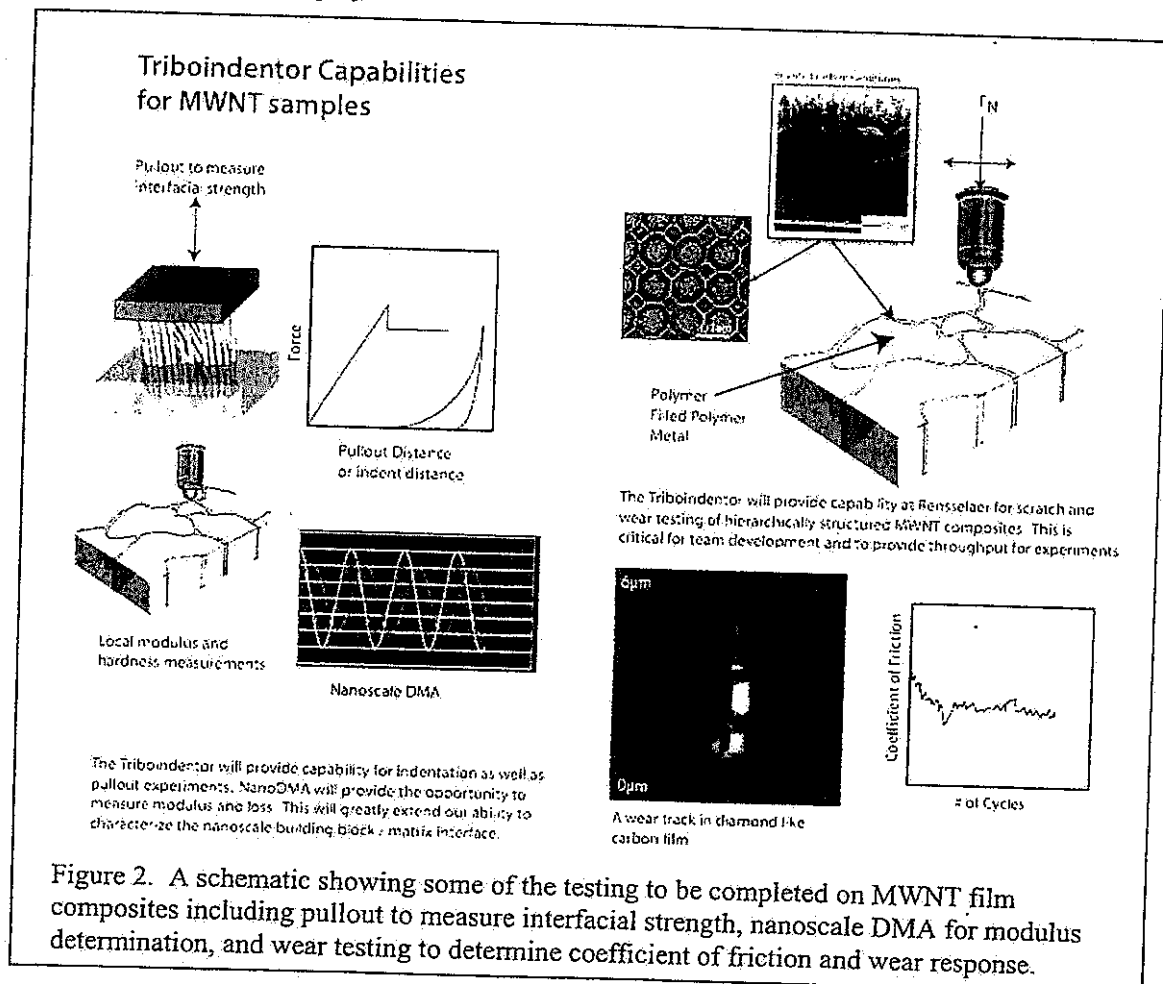 Triboindentor Capabilities
for MWNT samples
Pullout to measure
interfacial strength
Force
Pullout Distance
or indent distance
Local modulus and
hardness measurements
Nanoscale DMA
The Triboindentor will provide capability for indentation as well as
pullout experiments. NanoDMA will provide the opportunity to
measure modulus and loss. This will greatly extend our ability to
characterize the nanoscale building block / matrix interface.
N
Polymer
Filled Polymer
Metal
The Triboindentor will provide capability at Rensselaer for scratch and
wear testing of hierarchically structured MWNT composites. This is
critical for team development and to provide throughput for experiments
6µm
0µm
A wear track in diamond like
carbon film
Coefficient of Friction
# of Cycles
Figure 2. A schematic showing some of the testing to be completed on MWNT film
composites including pullout to measure interfacial strength, nanoscale DMA for modulus
determination, and wear testing to determine coefficient of friction and wear response.